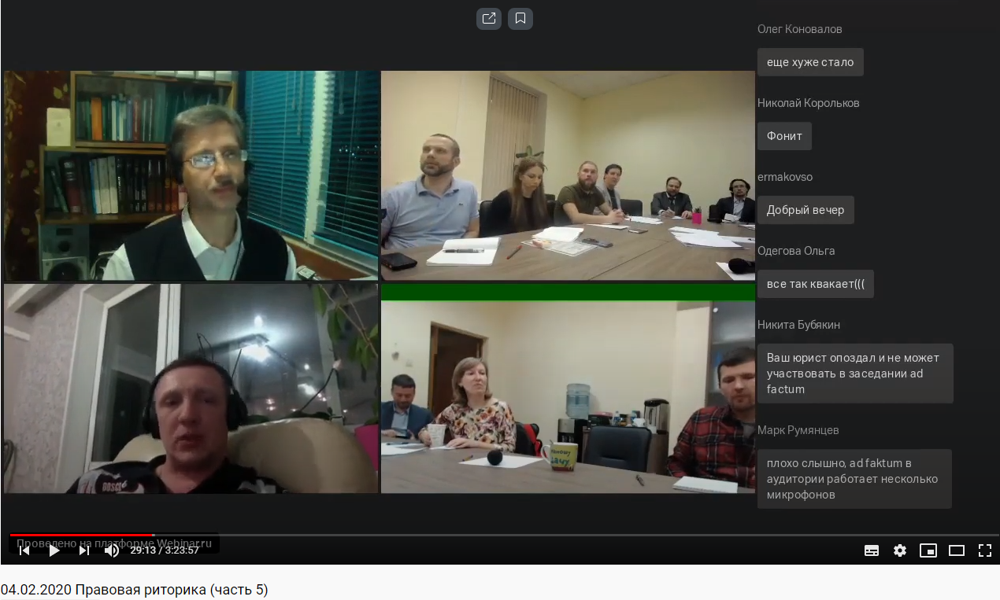 Олег Коновалов
еще хуже стало
Николай Корольков
Фонит
ermakovso
Добрый вечер
Одегова Ольга
все так квакает(((
Никита Бубякин
Ваш юрист опоздал и не может
участвовать в заседании ad
factum
Марк Румянцев
плохо слышно, ad faktum в
аудитории работает несколько
микрофонов
Проведено на платформе Webinar.ru
29:13 / 3:23:57
04.02.2020 Правовая риторика (часть 5)